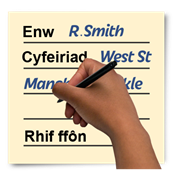 Enw R.Smith
Cyfeiriad West St
Rhif ffôn